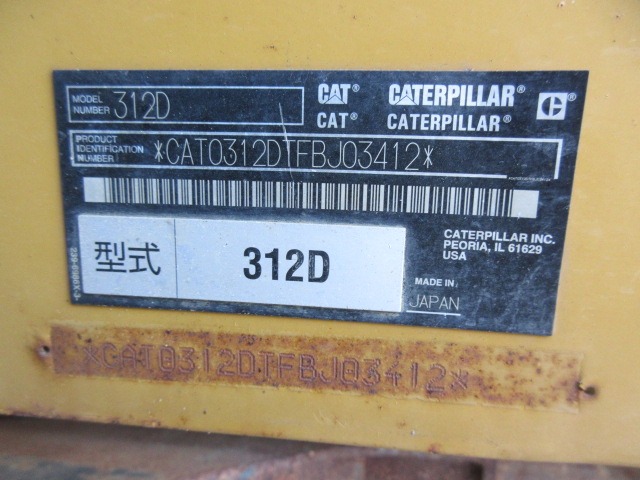 MODEL NUMBER 312D
CAT® CATERPILLAR® C®
CAT® CATERPILLAR®
PRODUCT IDENTIFICATION NUMBER *CAT0312DTFBJ03412*
型式 312D
CATERPILLAR INC.
PEORIA, IL 61629
USA
MADE IN
JAPAN
*CAT0312DTFBJ03412*